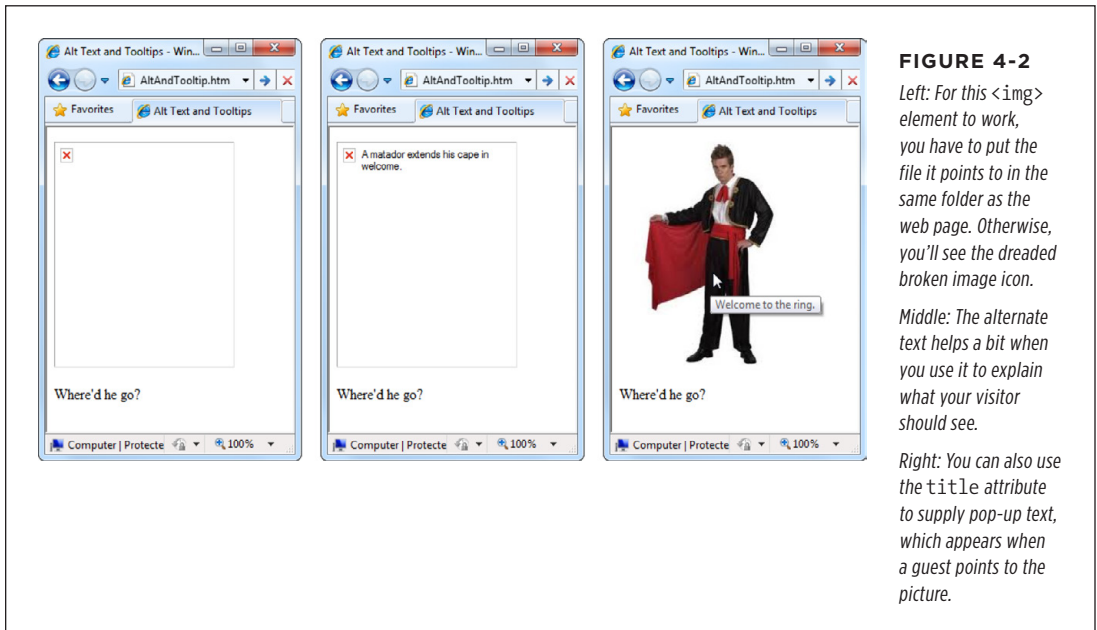 Alt Text and Tooltips - Win...
AltAndTooltip.htm
Favorites
Alt Text and Tooltips
Where'd he go?
Computer | Protecte
100%
Alt Text and Tooltips - Win...
AltAndTooltip.htm
Favorites
Alt Text and Tooltips
A matador extends his cape in
welcome.
Where'd he go?
Computer | Protecte
100%
Alt Text and Tooltips - Win...
AltAndTooltip.htm
Favorites
Alt Text and Tooltips
Welcome to the ring.
Where'd he go?
Computer | Protecte
100%
FIGURE 4-2
Left: For this <img>
element to work,
you have to put the
file it points to in the
same folder as the
web page. Otherwise,
you'll see the dreaded
broken image icon.
Middle: The alternate
text helps a bit when
you use it to explain
what your visitor
should see.
Right: You can also use
the title attribute
to supply pop-up text,
which appears when
a guest points to the
picture.